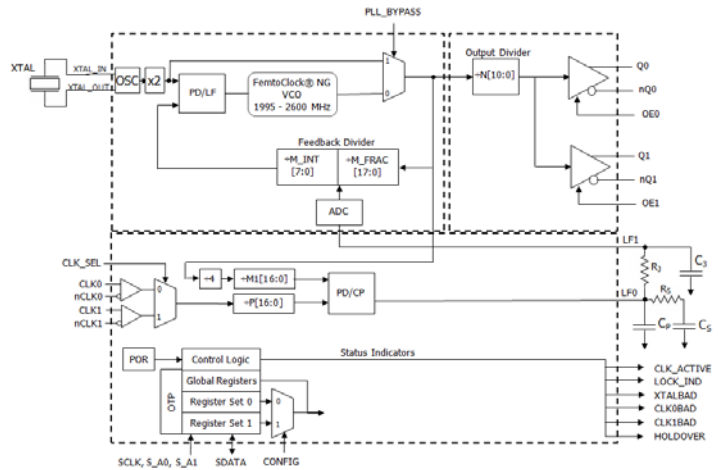 PLL_BYPASS
Output Divider
XTAL
XTAL_IN
XTAL_OUT
OSC
x2
PD/LF
FemtoClock® NG
VCO
1995 - 2600 MHz
1
0
÷N[10:0]
Q0
nQ0
OE0
Feedback Divider
÷M_INT
[7:0]
÷M_FRAC
[17:0]
Q1
nQ1
OE1
ADC
CLK_SEL
LF1
CLK0
nCLK0
CLK1
nCLK1
0
1
÷4
÷M1[16:0]
÷P[16:0]
PD/CP
R3
C3
LF0
RS
CP
CS
POR
Control Logic
Status Indicators
OTP
Global Registers
Register Set 0
Register Set 1
0
1
CLK_ACTIVE
LOCK_IND
XTALBAD
CLK0BAD
CLK1BAD
HOLDOVER
SCLK, S_A0, S_A1
SDATA
CONFIG